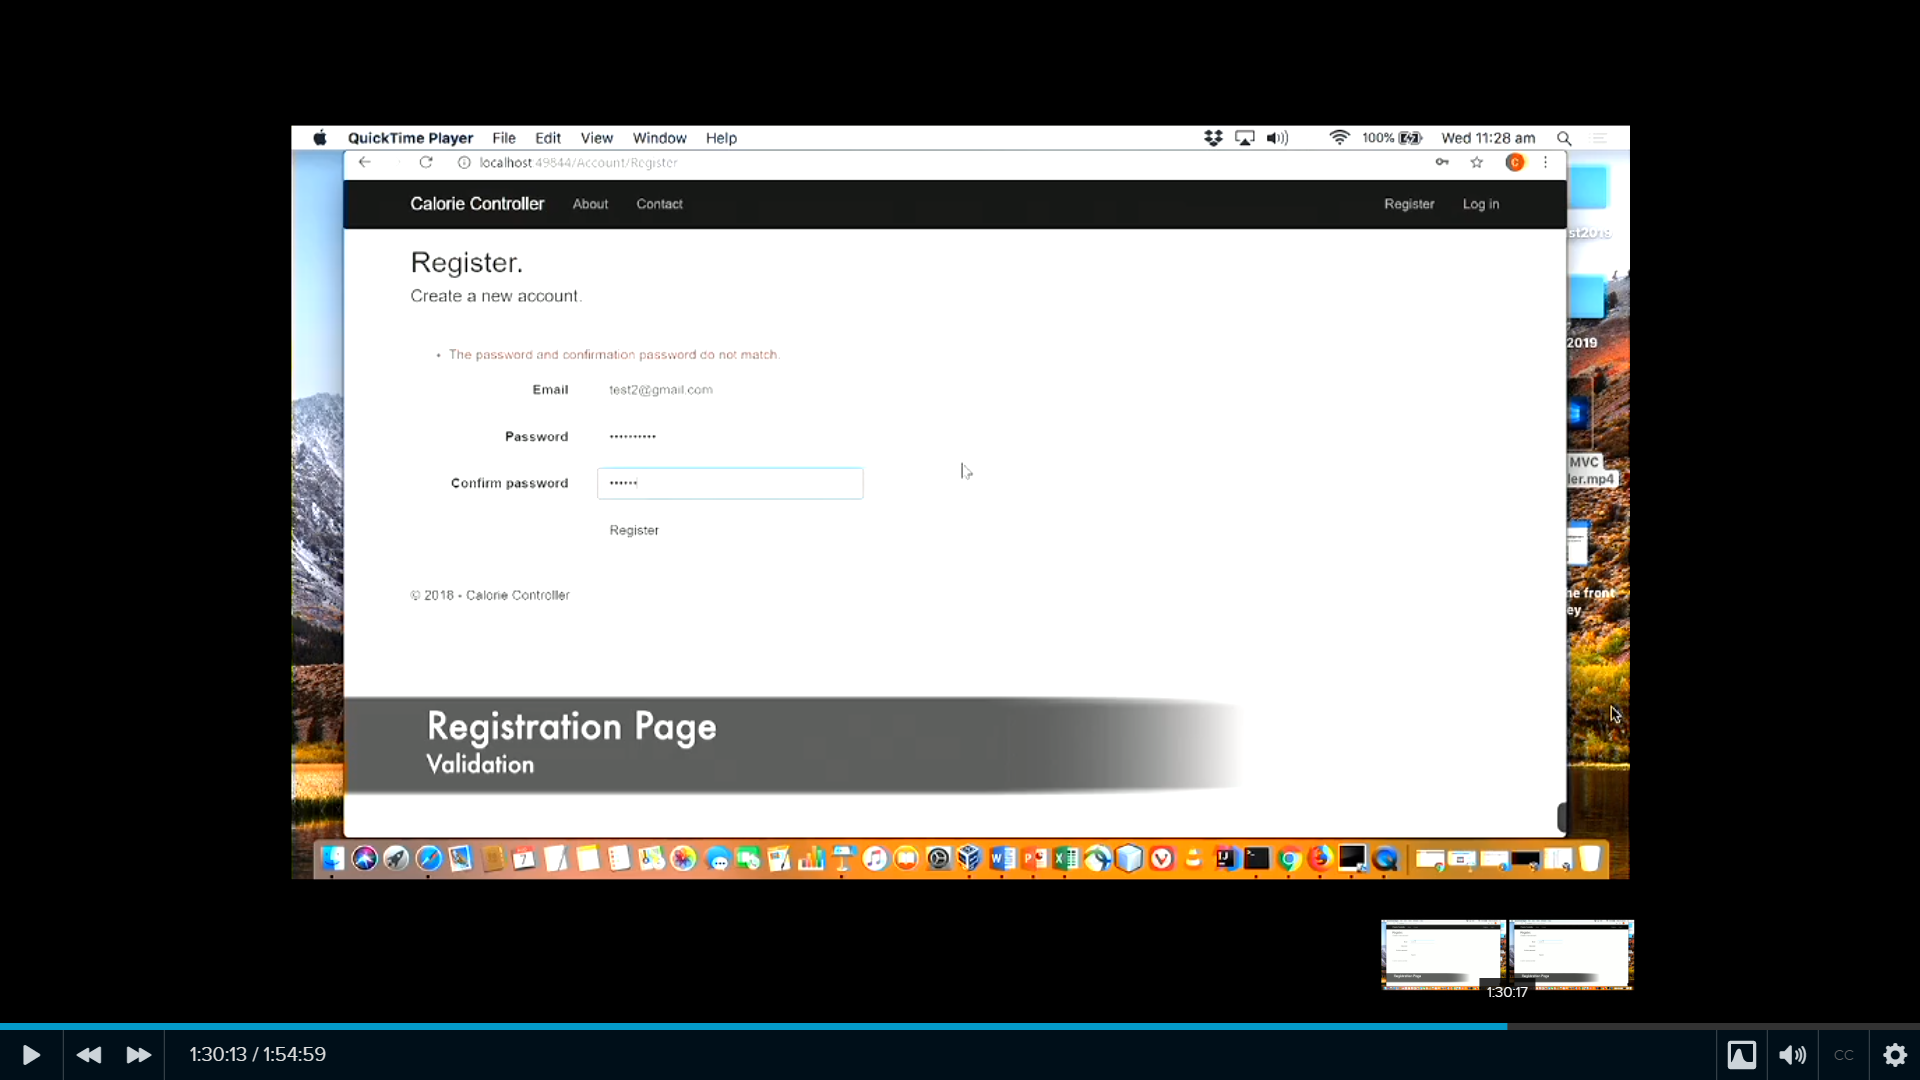 QuickTime Player File Edit View Window Help 100% Wed 11:28 am
localhost:49844/Account/Register
Calorie Controller About Contact Register Log in
Register.
Create a new account.
• The password and confirmation password do not match.
Email test2@gmail.com
Password ••••••••••
Confirm password ••••••
Register
© 2018 - Calorie Controller
st2019
2019
MVC
ler.mp4
he front
ey
Registration Page
Validation
1:30:17
1:30:13 / 1:54:59
CC